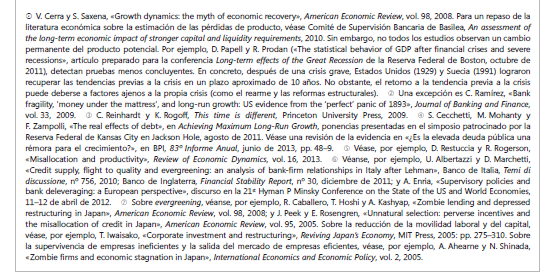 ① V. Cerra y S. Saxena, «Growth dynamics: the myth of economic recovery», American Economic Review, vol. 98, 2008. Para un repaso de la
literatura económica sobre la estimación de las pérdidas de producto, véase Comité de Supervisión Bancaria de Basilea, An assessment of
the long-term economic impact of stronger capital and liquidity requirements, 2010. Sin embargo, no todos los estudios observan un cambio
permanente del producto potencial. Por ejemplo, D. Papell y R. Prodan («The statistical behavior of GDP after financial crises and severe
recessions», artículo preparado para la conferencia Long-term effects of the Great Recession de la Reserva Federal de Boston, octubre de
2011), detectan pruebas menos concluyentes. En concreto, después de una crisis grave, Estados Unidos (1929) y Suecia (1991) lograron
recuperar las tendencias previas a la crisis en un plazo aproximado de 10 años. No obstante, el retorno a la tendencia previa a la crisis
puede deberse a factores ajenos a la propia crisis (como el rearme y las reformas estructurales). ② Una excepción es C. Ramírez, «Bank
fragility, 'money under the mattress', and long-run growth: US evidence from the 'perfect' panic of 1893», Journal of Banking and Finance,
vol. 33, 2009. ③ C. Reinhardt y K. Rogoff, This time is different, Princeton University Press, 2009. ④ S. Cecchetti, M. Mohanty y
F. Zampolli, «The real effects of debt», en Achieving Maximum Long-Run Growth, ponencias presentadas en el simposio patrocinado por la
Reserva Federal de Kansas City en Jackson Hole, agosto de 2011. Véase una revisión de la evidencia en «¿Es la elevada deuda pública una
rémora para el crecimiento?», en BPI, 83º Informe Anual, junio de 2013, pp. 48–9. ⑤ Véase, por ejemplo, D. Restuccia y R. Rogerson,
«Misallocation and productivity», Review of Economic Dynamics, vol. 16, 2013. ⑥ Véanse, por ejemplo, U. Albertazzi y D. Marchetti,
«Credit supply, flight to quality and evergreening: an analysis of bank-firm relationships in Italy after Lehman», Banco de Italia, Temi di
discussione, nº 756, 2010; Banco de Inglaterra, Financial Stability Report, nº 30, diciembre de 2011; y A. Enria, «Supervisory policies and
bank deleveraging: a European perspective», discurso en la 21ª Hyman P Minsky Conference on the State of the US and World Economies,
11–12 de abril de 2012. ⑦ Sobre evergreening, véanse, por ejemplo, R. Caballero, T. Hoshi y A. Kashyap, «Zombie lending and depressed
restructuring in Japan», American Economic Review, vol. 98, 2008; y J. Peek y E. Rosengren, «Unnatural selection: perverse incentives and
the misallocation of credit in Japan», American Economic Review, vol. 95, 2005. Sobre la reducción de la movilidad laboral y del capital,
véase, por ejemplo, T. Iwaisako, «Corporate investment and restructuring», Reviving Japan's Economy, MIT Press, 2005: pp. 275–310. Sobre
la supervivencia de empresas ineficientes y la salida del mercado de empresas eficientes, véase, por ejemplo, A. Ahearne y N. Shinada,
«Zombie firms and economic stagnation in Japan», International Economics and Economic Policy, vol. 2, 2005.